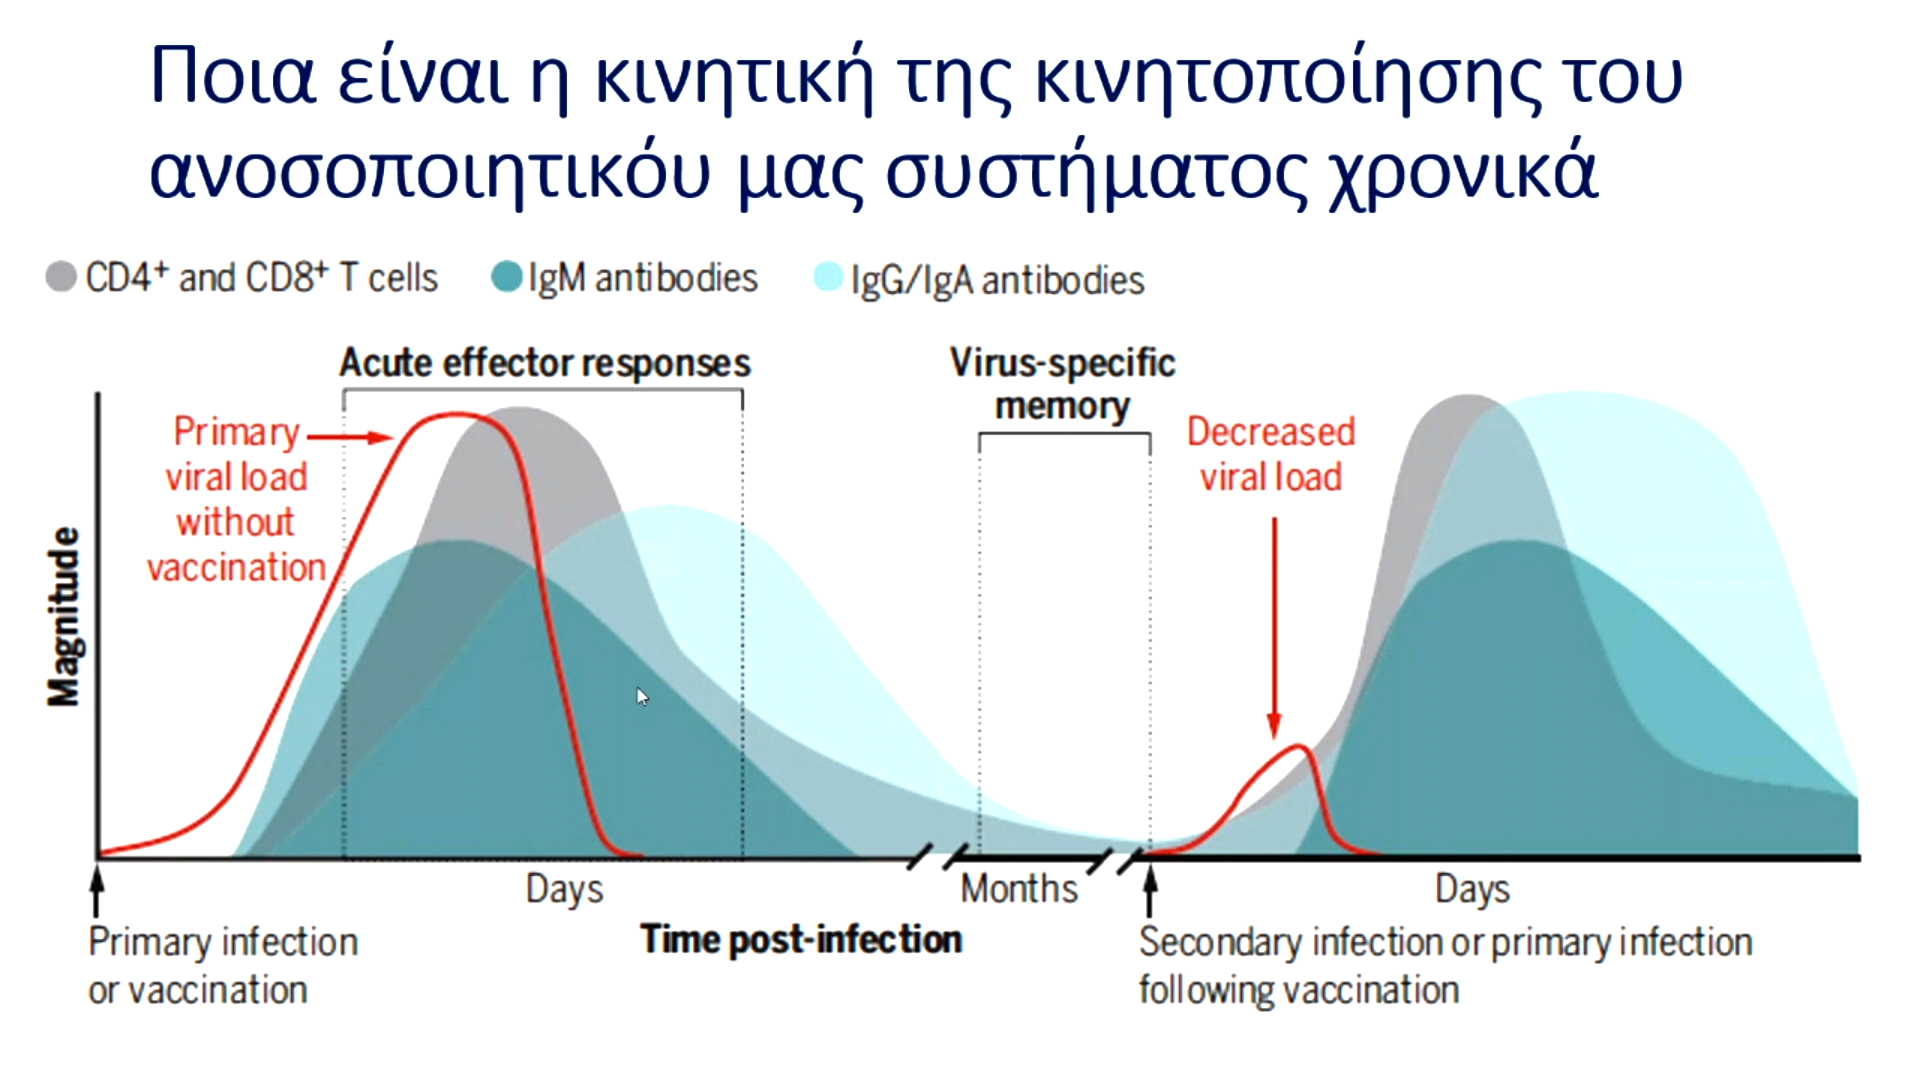 Ποια είναι η κινητική της κινητοποίησης του
ανοσοποιητικόυ μας συστήματος χρονικά
CD4⁺ and CD8⁺ T cells
IgM antibodies
IgG/IgA antibodies
Acute effector responses
Virus-specific
memory
Primary
viral load
without
vaccination
Decreased
viral load
Magnitude
Days
Months
Days
Time post-infection
Primary infection
or vaccination
Secondary infection or primary infection
following vaccination